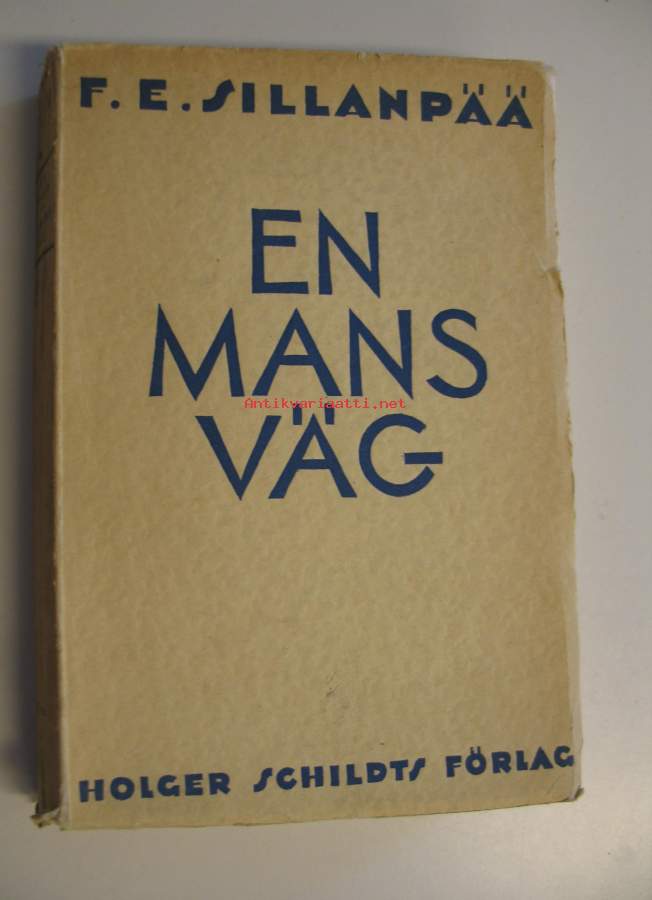 F. E. SILLANPÄÄ
EN
MANS
Antikvariaatti.net
VÄG
HOLGER SCHILDTS FÖRLAG